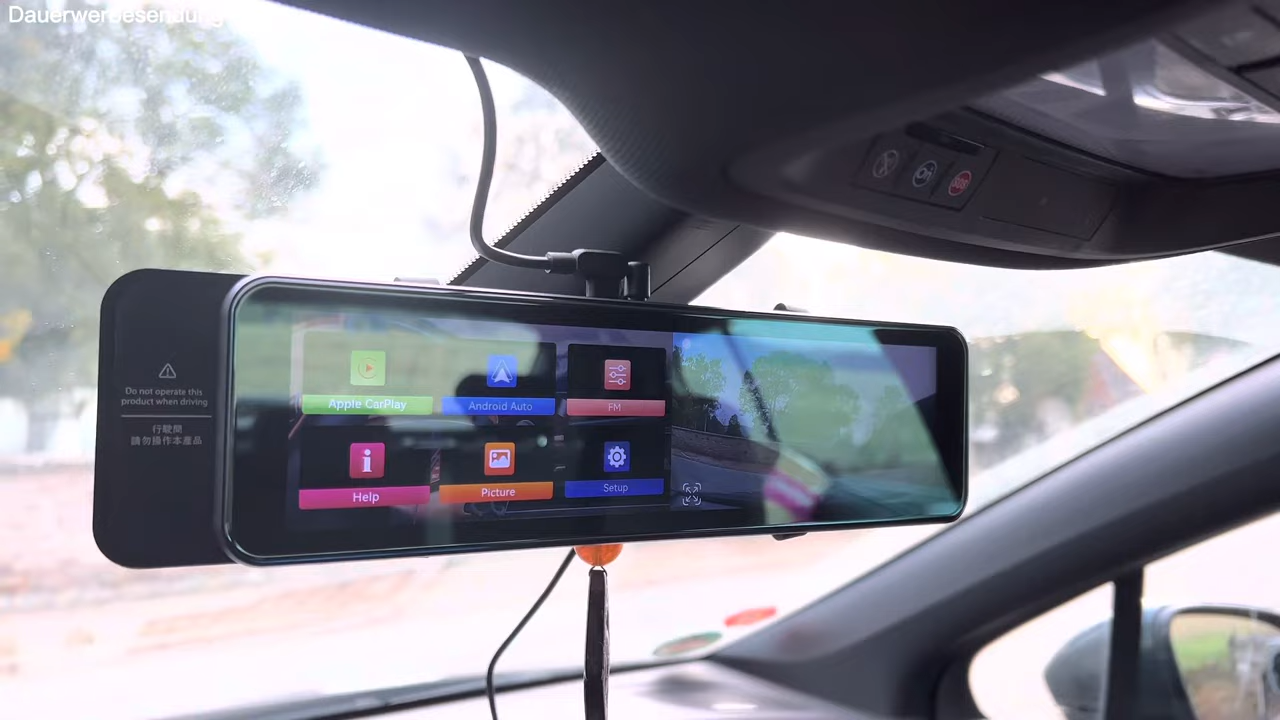 Dauerwerbesendung
Do not operate this
product when driving
行駛間
請勿操作本產品
Apple CarPlay
Android Auto
FM
Help
Picture
Setup
SOS